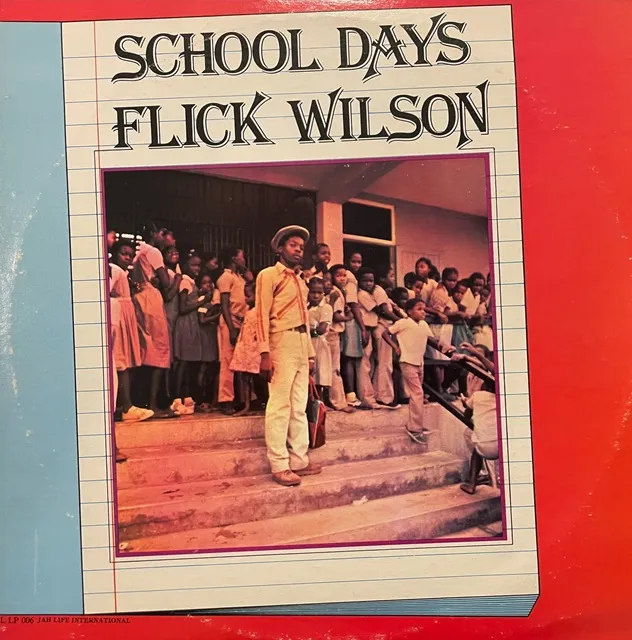 SCHOOL DAYS
FLICK WILSON
L LP 006 JAH LIFE INTERNATIONAL